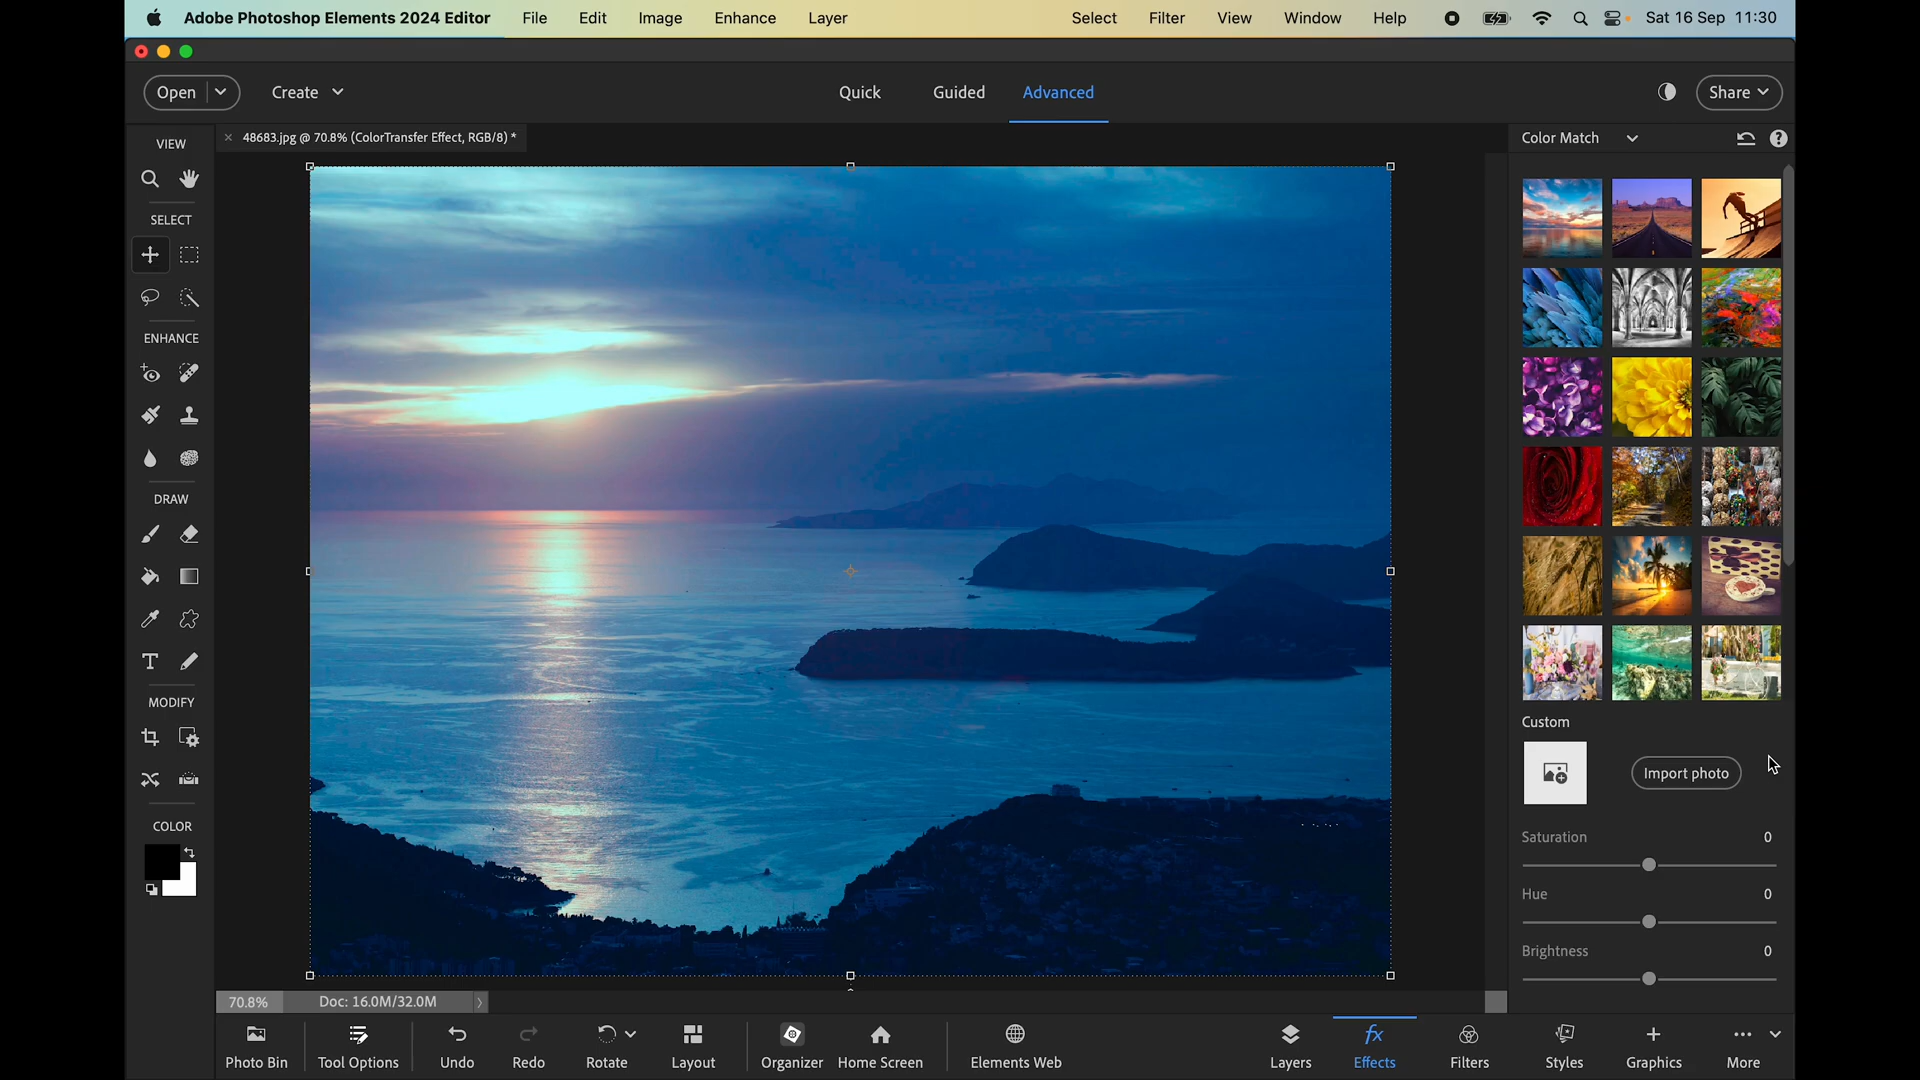 Adobe Photoshop Elements 2024 Editor File Edit Image Enhance Layer Select Filter View Window Help Sat 16 Sep 11:30
Open Create Quick Guided Advanced Share
VIEW
× 48683.jpg @ 70.8% (ColorTransfer Effect, RGB/8) *
Color Match
SELECT
ENHANCE
DRAW
T
MODIFY
COLOR
Custom
Import photo
Saturation 0
Hue 0
Brightness 0
70.8% Doc: 16.0M/32.0M >
fx
Photo Bin Tool Options Undo Redo Rotate Layout Organizer Home Screen Elements Web Layers Effects Filters Styles Graphics More